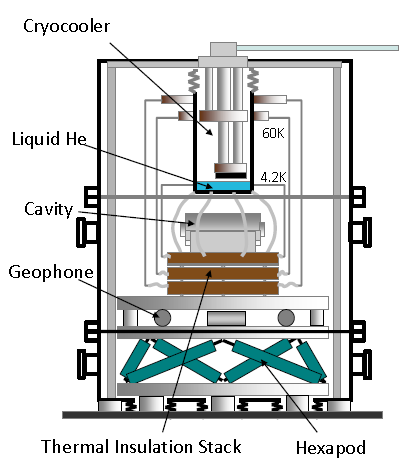 Cryocooler
60K
Liquid He
4.2K
Cavity
Geophone
Thermal Insulation Stack
Hexapod